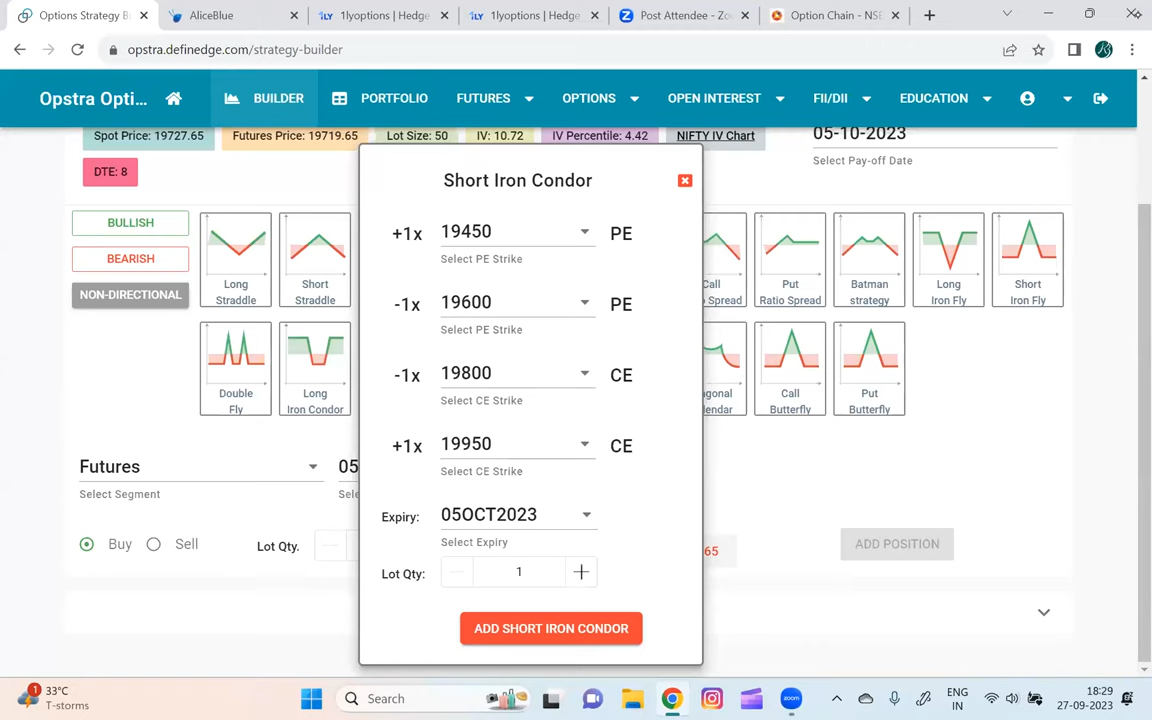 Options Strategy B
AliceBlue
1lyoptions | Hedge
1lyoptions | Hedge
Post Attendee - Zoo
Option Chain - NSE
opstra.definedge.com/strategy-builder
Opstra Opti...
BUILDER
PORTFOLIO
FUTURES
OPTIONS
OPEN INTEREST
FII/DII
EDUCATION
Spot Price: 19727.65
Futures Price: 19719.65
Lot Size: 50
IV: 10.72
IV Percentile: 4.42
NIFTY IV Chart
05-10-2023
Select Pay-off Date
DTE: 8
BULLISH
BEARISH
NON-DIRECTIONAL
Long
Straddle
Short
Straddle
Call
o Spread
Put
Ratio Spread
Batman
strategy
Long
Iron Fly
Short
Iron Fly
Double
Fly
Long
Iron Condor
gonal
lendar
Call
Butterfly
Put
Butterfly
Short Iron Condor
+1x 19450 PE
Select PE Strike
-1x 19600 PE
Select PE Strike
-1x 19800 CE
Select CE Strike
+1x 19950 CE
Select CE Strike
Expiry: 05OCT2023
Select Expiry
Lot Qty: 1
ADD SHORT IRON CONDOR
Futures
Select Segment
05
Sele
Buy
Sell
Lot Qty.
65
ADD POSITION
1
33°C
T-storms
Search
zoom
ENG
IN
18:29
27-09-2023